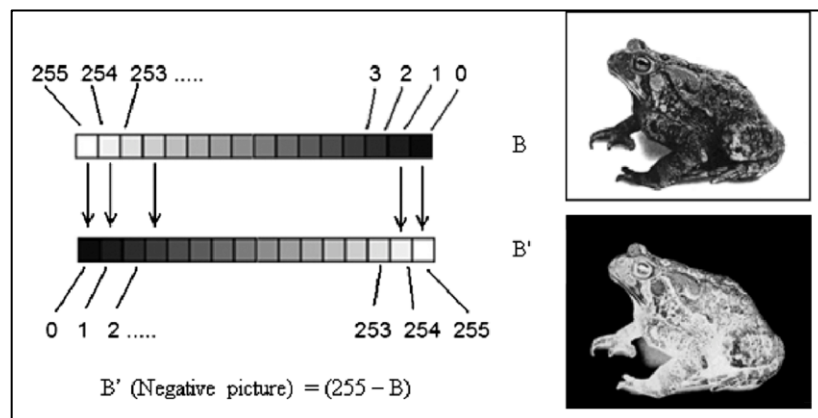 255 254 253 ..... 3 2 1 0
B
B'
0 1 2 ..... 253 254 255
B' (Negative picture) = (255 – B)